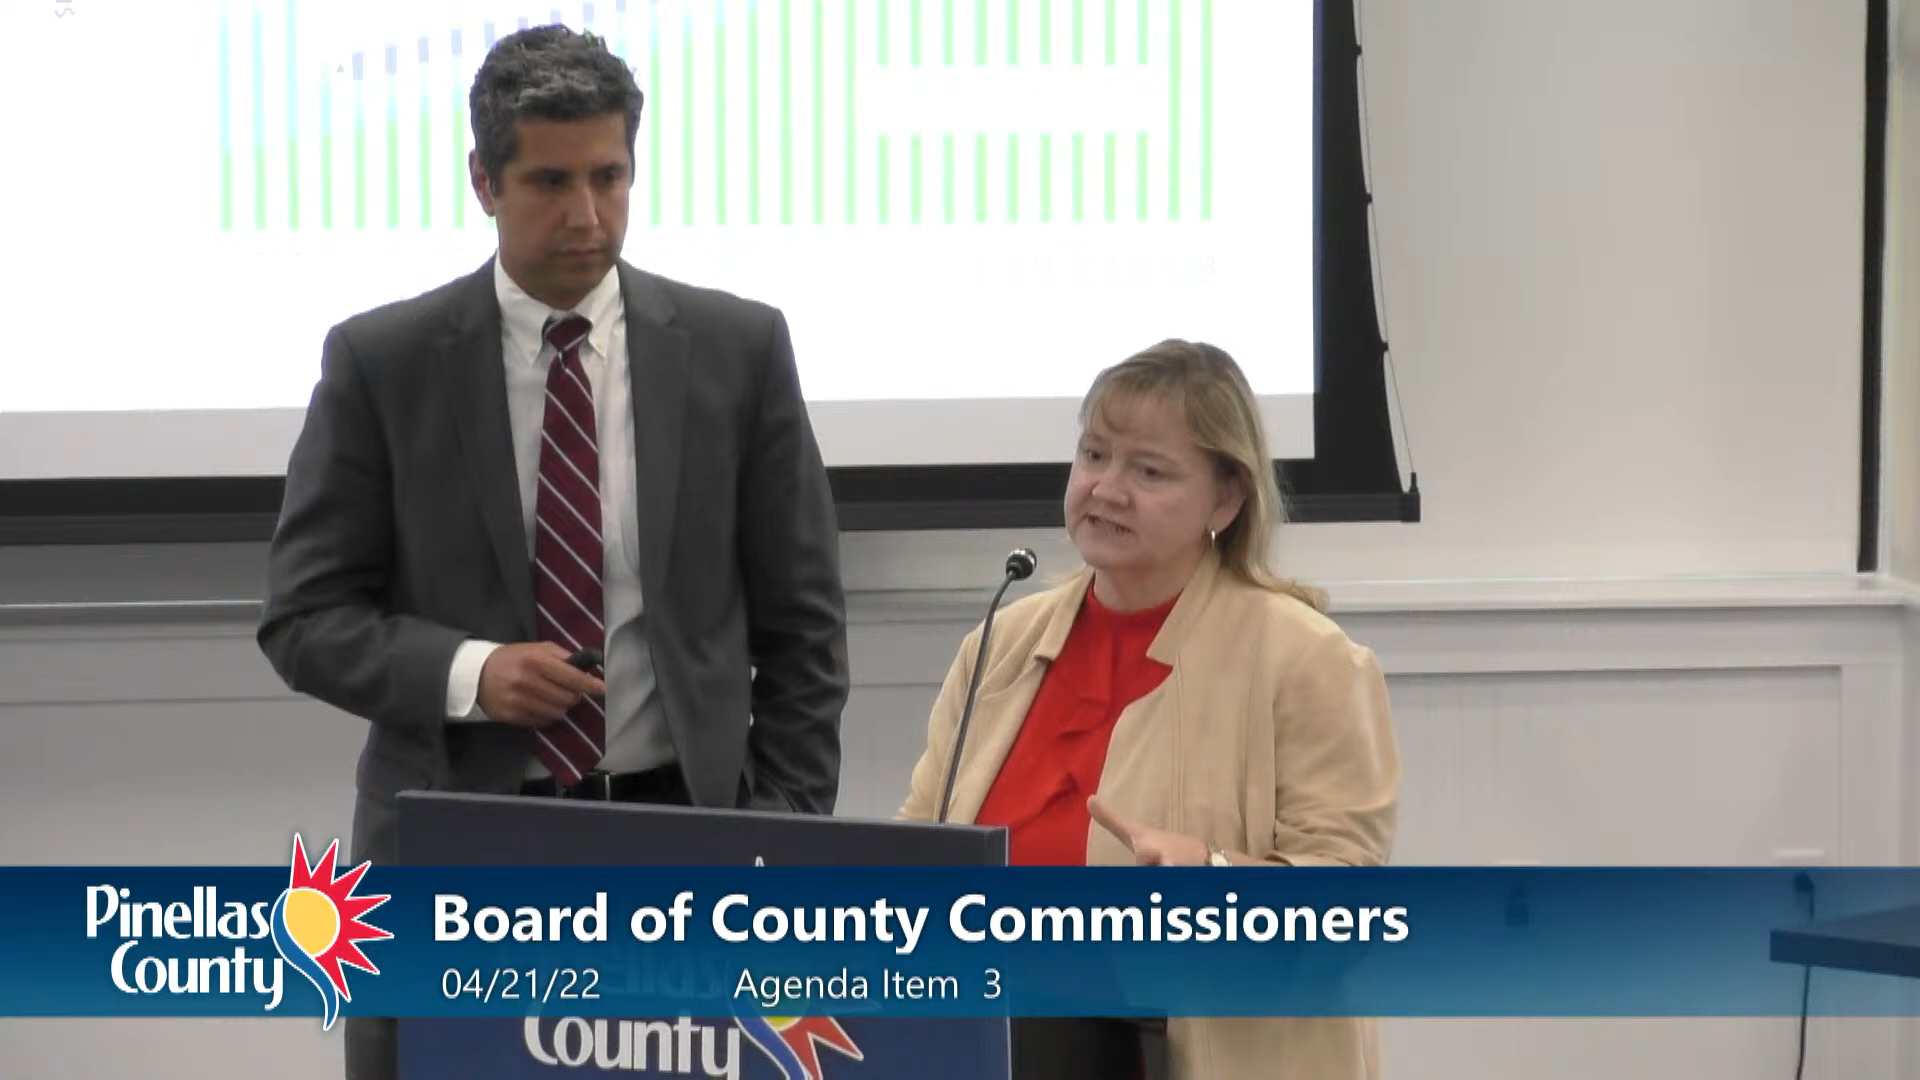 Pinellas
County
Board of County Commissioners
04/21/22 Agenda Item 3
County